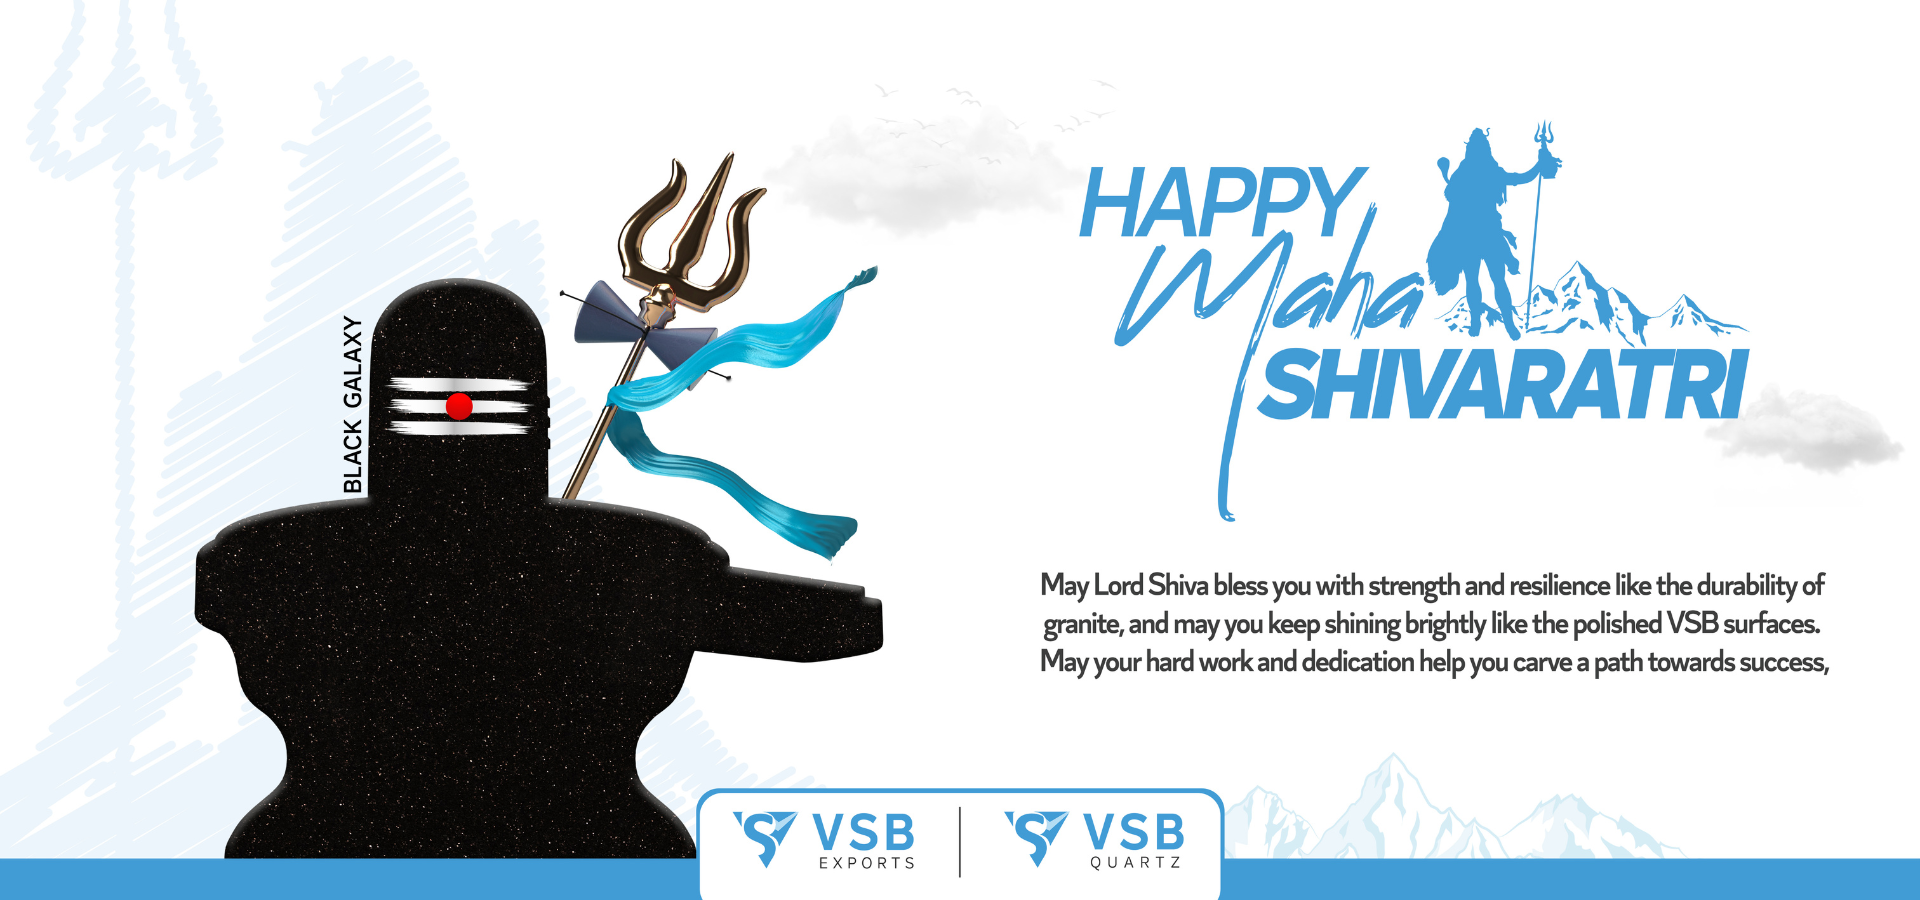 BLACK GALAXY
HAPPY
Maha
SHIVARATRI
May Lord Shiva bless you with strength and resilience like the durability of
granite, and may you keep shining brightly like the polished VSB surfaces.
May your hard work and dedication help you carve a path towards success,
VSB
EXPORTS
VSB
QUARTZ